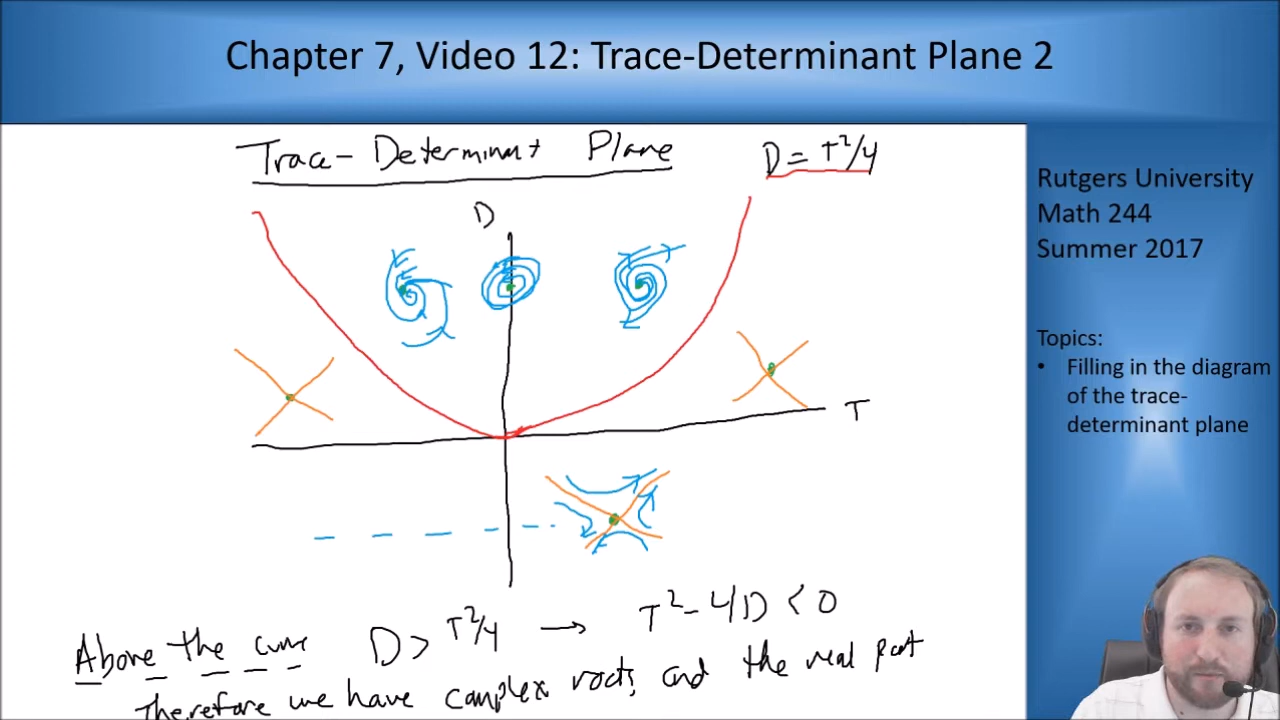 Chapter 7, Video 12: Trace-Determinant Plane 2
Trace-Determinant Plane
D = T²/4
D
T
Above the curve D > T²/4 → T² - 4D < 0
Therefore we have complex roots, and the real part
Rutgers University
Math 244
Summer 2017
Topics:
• Filling in the diagram
of the trace-
determinant plane